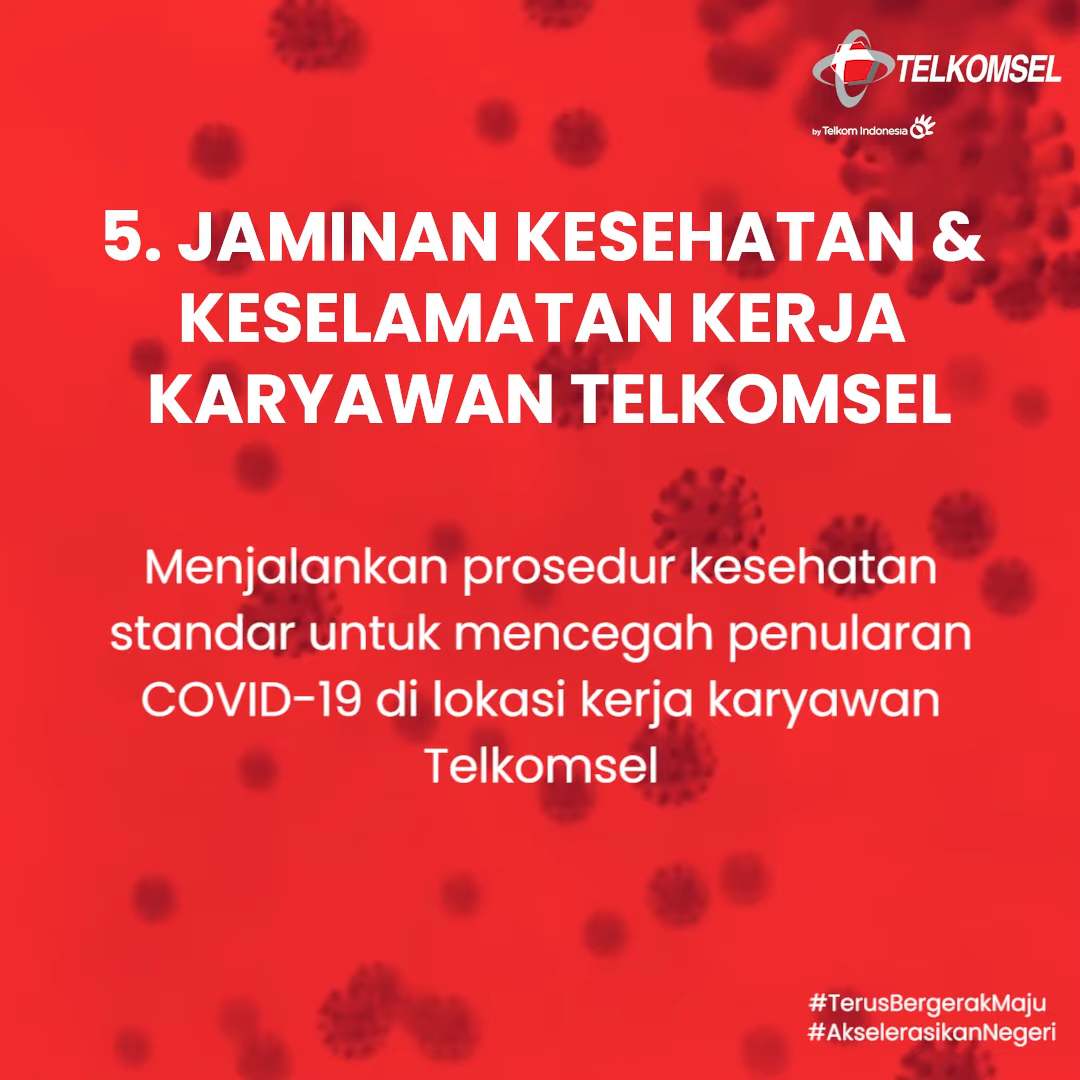 TELKOMSEL
by Telkom Indonesia
5. JAMINAN KESEHATAN &
KESELAMATAN KERJA
KARYAWAN TELKOMSEL
Menjalankan prosedur kesehatan
standar untuk mencegah penularan
COVID-19 di lokasi kerja karyawan
Telkomsel
#TerusBergerakMaju
#AkselerasikanNegeri